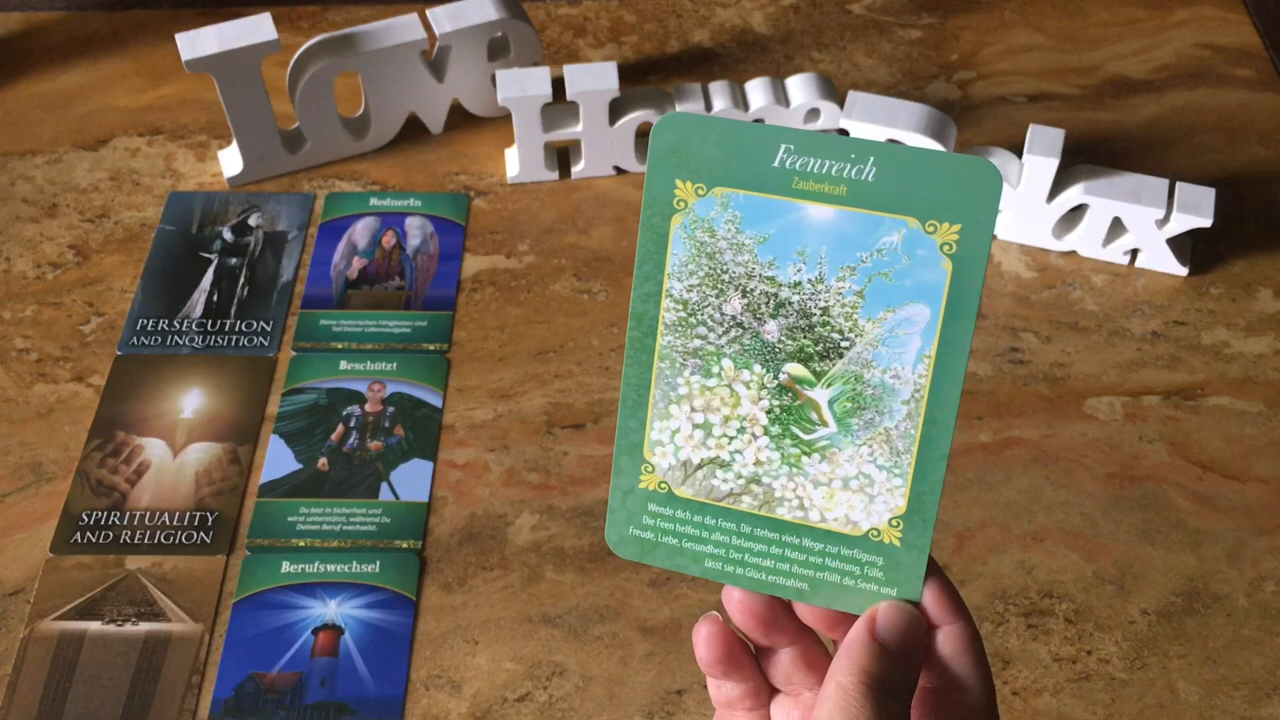 Love
Home
Relax
Feenreich
Zauberkraft
Wende dich an die Feen. Dir stehen viele Wege zur Verfügung.
Die Feen helfen in allen Belangen der Natur wie Nahrung, Fülle,
Freude, Liebe, Gesundheit. Der Kontakt mit ihnen erfüllt die Seele und
lässt sie in Glück erstrahlen.
PERSECUTION
AND INQUISITION
SPIRITUALITY
AND RELIGION
RednerIn
Deine rhetorischen Fähigkeiten sind
Teil Deiner Lebensaufgabe.
Beschützt
Du bist in Sicherheit und
wirst unterstützt, während Du
Deinen Beruf wechselst.
Berufswechsel